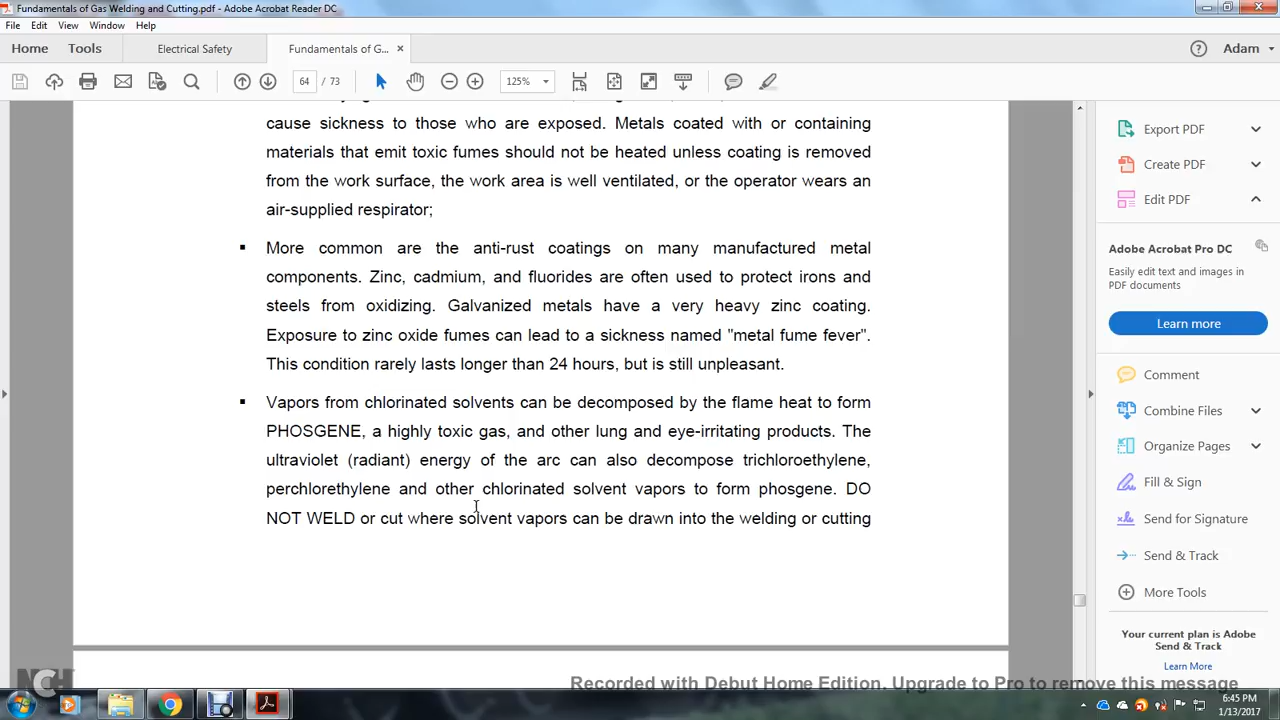 Fundamentals of Gas Welding and Cutting.pdf - Adobe Acrobat Reader DC
File Edit View Window Help
Home Tools Electrical Safety Fundamentals of G... × Adam
64 / 73 125%
cause sickness to those who are exposed. Metals coated with or containing
materials that emit toxic fumes should not be heated unless coating is removed
from the work surface, the work area is well ventilated, or the operator wears an
air-supplied respirator;
▪ More common are the anti-rust coatings on many manufactured metal
components. Zinc, cadmium, and fluorides are often used to protect irons and
steels from oxidizing. Galvanized metals have a very heavy zinc coating.
Exposure to zinc oxide fumes can lead to a sickness named "metal fume fever".
This condition rarely lasts longer than 24 hours, but is still unpleasant.
▪ Vapors from chlorinated solvents can be decomposed by the flame heat to form
PHOSGENE, a highly toxic gas, and other lung and eye-irritating products. The
ultraviolet (radiant) energy of the arc can also decompose trichloroethylene,
perchlorethylene and other chlorinated solvent vapors to form phosgene. DO
NOT WELD or cut where solvent vapors can be drawn into the welding or cutting
Export PDF
Create PDF
Edit PDF
Adobe Acrobat Pro DC
Easily edit text and images in
PDF documents
Learn more
Comment
Combine Files
Organize Pages
Fill & Sign
Send for Signature
Send & Track
More Tools
Your current plan is Adobe
Send & Track
Learn More
NCH
Recorded with Debut Home Edition. Upgrade to Pro to remove this message
6:45 PM
1/13/2017